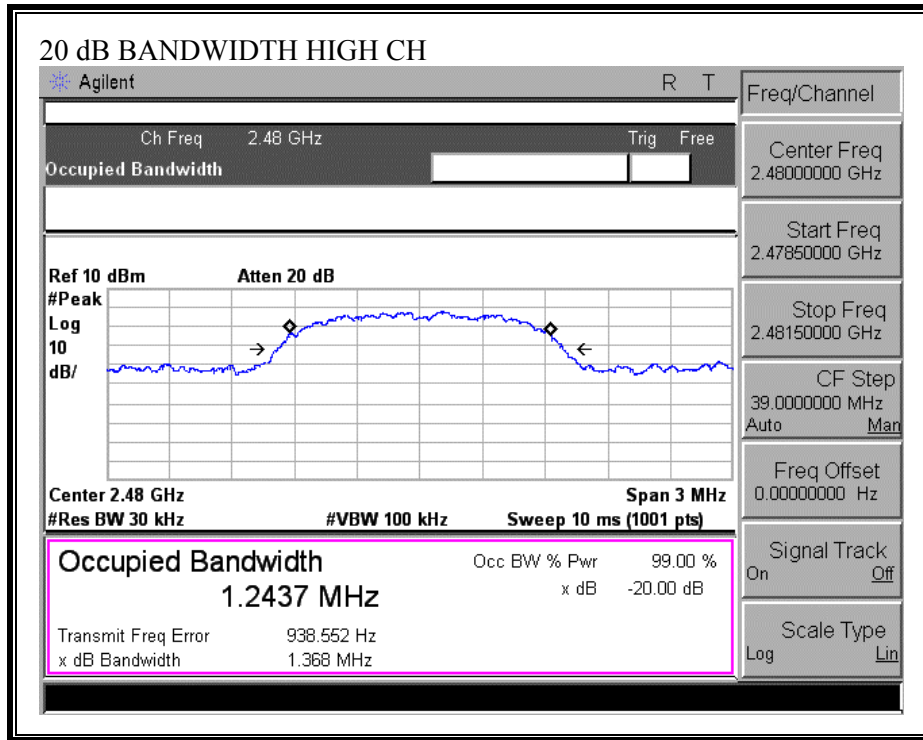 20 dB BANDWIDTH HIGH CH
Agilent R T
Ch Freq 2.48 GHz Trig Free
Occupied Bandwidth
Ref 10 dBm Atten 20 dB
#Peak
Log
10
dB/
Center 2.48 GHz Span 3 MHz
#Res BW 30 kHz #VBW 100 kHz Sweep 10 ms (1001 pts)
Occupied Bandwidth Occ BW % Pwr 99.00 %
1.2437 MHz x dB -20.00 dB
Transmit Freq Error 938.552 Hz
x dB Bandwidth 1.368 MHz
Freq/Channel
Center Freq
2.48000000 GHz
Start Freq
2.47850000 GHz
Stop Freq
2.48150000 GHz
CF Step
39.0000000 MHz
Auto Man
Freq Offset
0.00000000 Hz
Signal Track
On Off
Scale Type
Log Lin